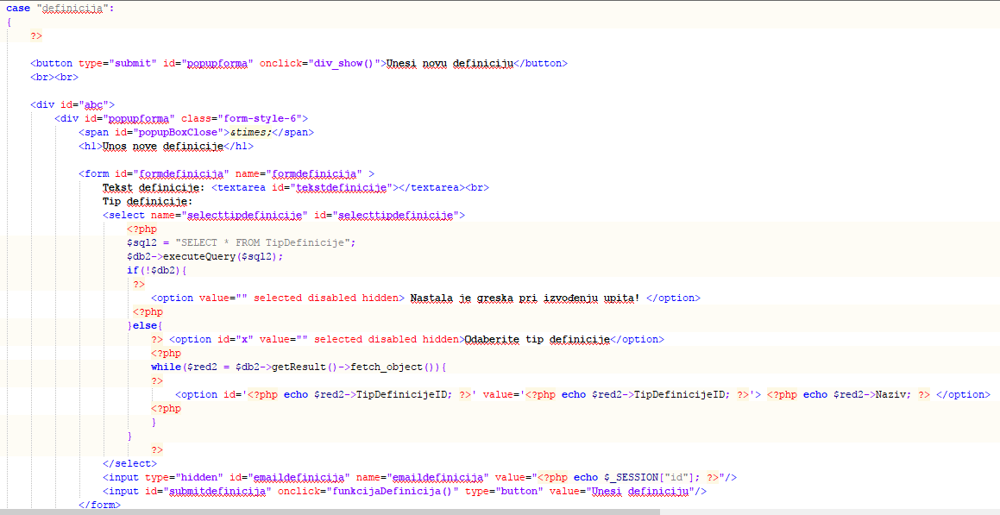 case "definicija":
{
?>
<button type="submit" id="popupforma" onclick="div_show()">Unesi novu definiciju</button>
<br><br>
<div id="abc">
<div id="popupforma" class="form-style-6">
<span id="popupBoxClose">&times;</span>
<h1>Unos nove definicije</h1>
<form id="formdefinicija" name="formdefinicija" >
Tekst definicije: <textarea id="tekstdefinicije"></textarea><br>
Tip definicije:
<select name="selecttipdefinicije" id="selecttipdefinicije">
<?php
$sql2 = "SELECT * FROM TipDefinicije";
$db2->executeQuery($sql2);
if(!$db2){
?>
<option value="" selected disabled hidden> Nastala je greska pri izvođenju upita! </option>
<?php
}else{
?> <option id="x" value="" selected disabled hidden>Odaberite tip definicije</option>
<?php
while($red2 = $db2->getResult()->fetch_object()){
?>
<option id='<?php echo $red2->TipDefinicijeID; ?>' value='<?php echo $red2->TipDefinicijeID; ?>'> <?php echo $red2->Naziv; ?> </option>
<?php
}
}
?>
</select>
<input type="hidden" id="emaildefinicija" name="emaildefinicija" value="<?php echo $_SESSION["id"]; ?>"/>
<input id="submitdefinicija" onclick="funkcijaDefinicija()" type="button" value="Unesi definiciju"/>
</form>